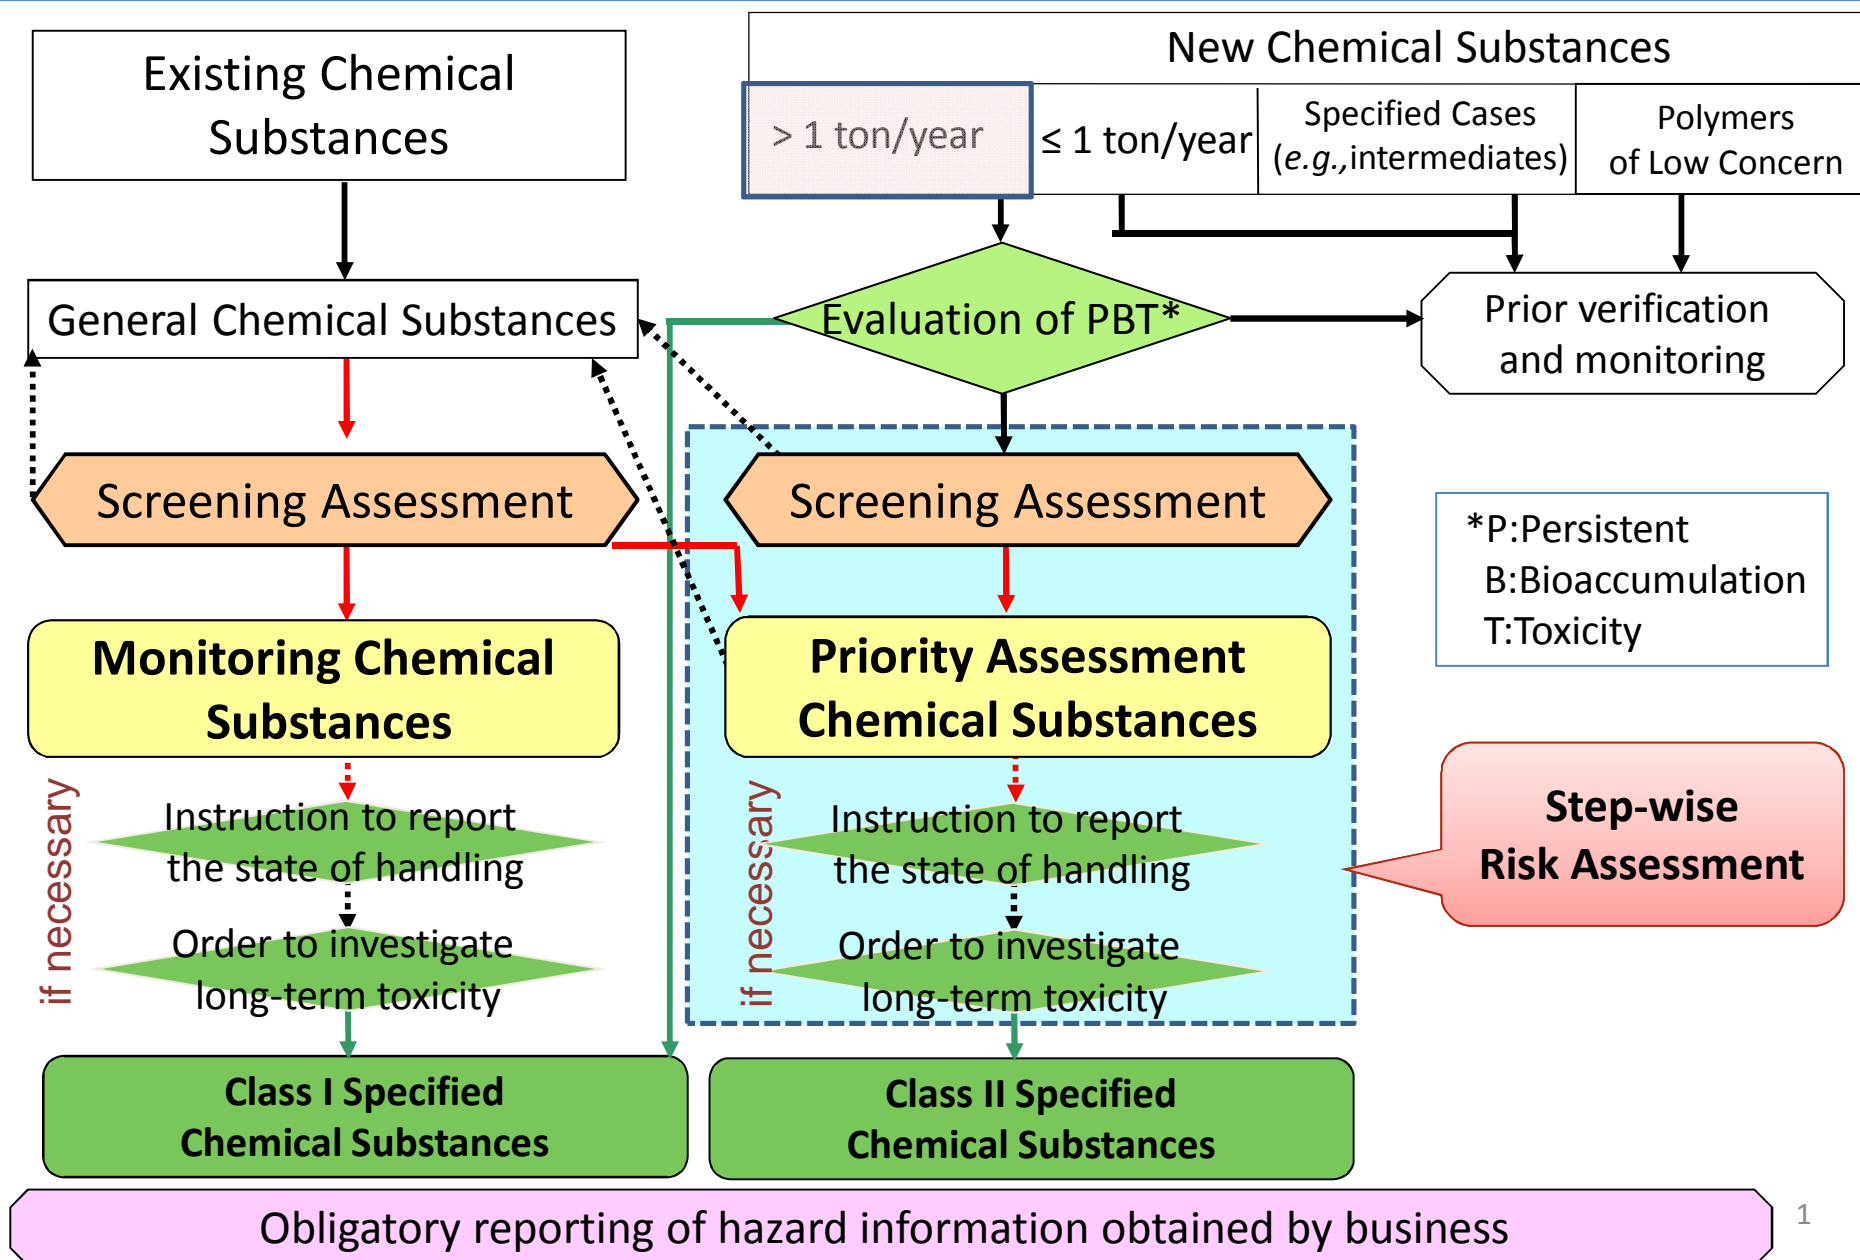 Existing Chemical
Substances
New Chemical Substances
> 1 ton/year
≤ 1 ton/year
Specified Cases
(e.g.,intermediates)
Polymers
of Low Concern
General Chemical Substances
Evaluation of PBT*
Prior verification
and monitoring
Screening Assessment
Screening Assessment
*P:Persistent
B:Bioaccumulation
T:Toxicity
Monitoring Chemical
Substances
Priority Assessment
Chemical Substances
if necessary
Instruction to report
the state of handling
Order to investigate
long-term toxicity
if necessary
Instruction to report
the state of handling
Order to investigate
long-term toxicity
Step-wise
Risk Assessment
Class I Specified
Chemical Substances
Class II Specified
Chemical Substances
Obligatory reporting of hazard information obtained by business
1